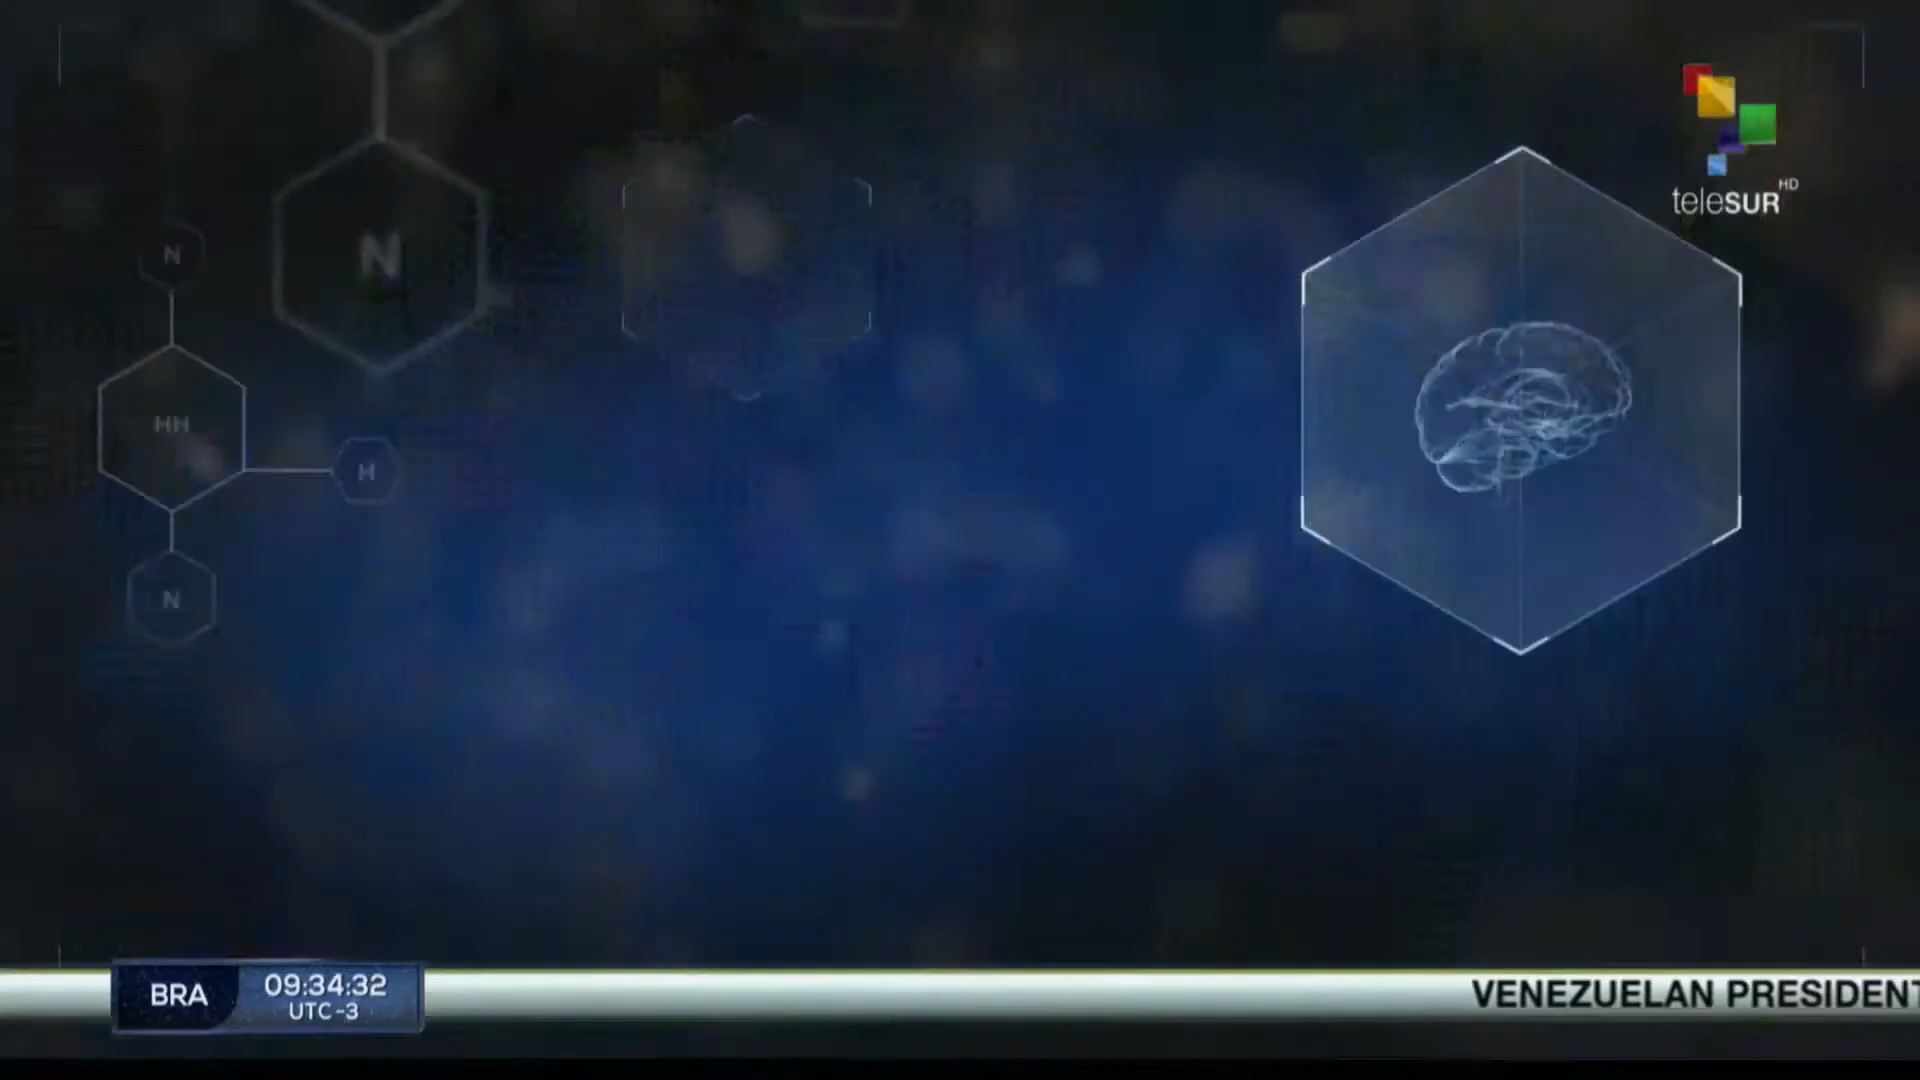 HD
teleSUR
N
N
HH
H
N
BRA
09:34:32
UTC-3
VENEZUELAN PRESIDENT